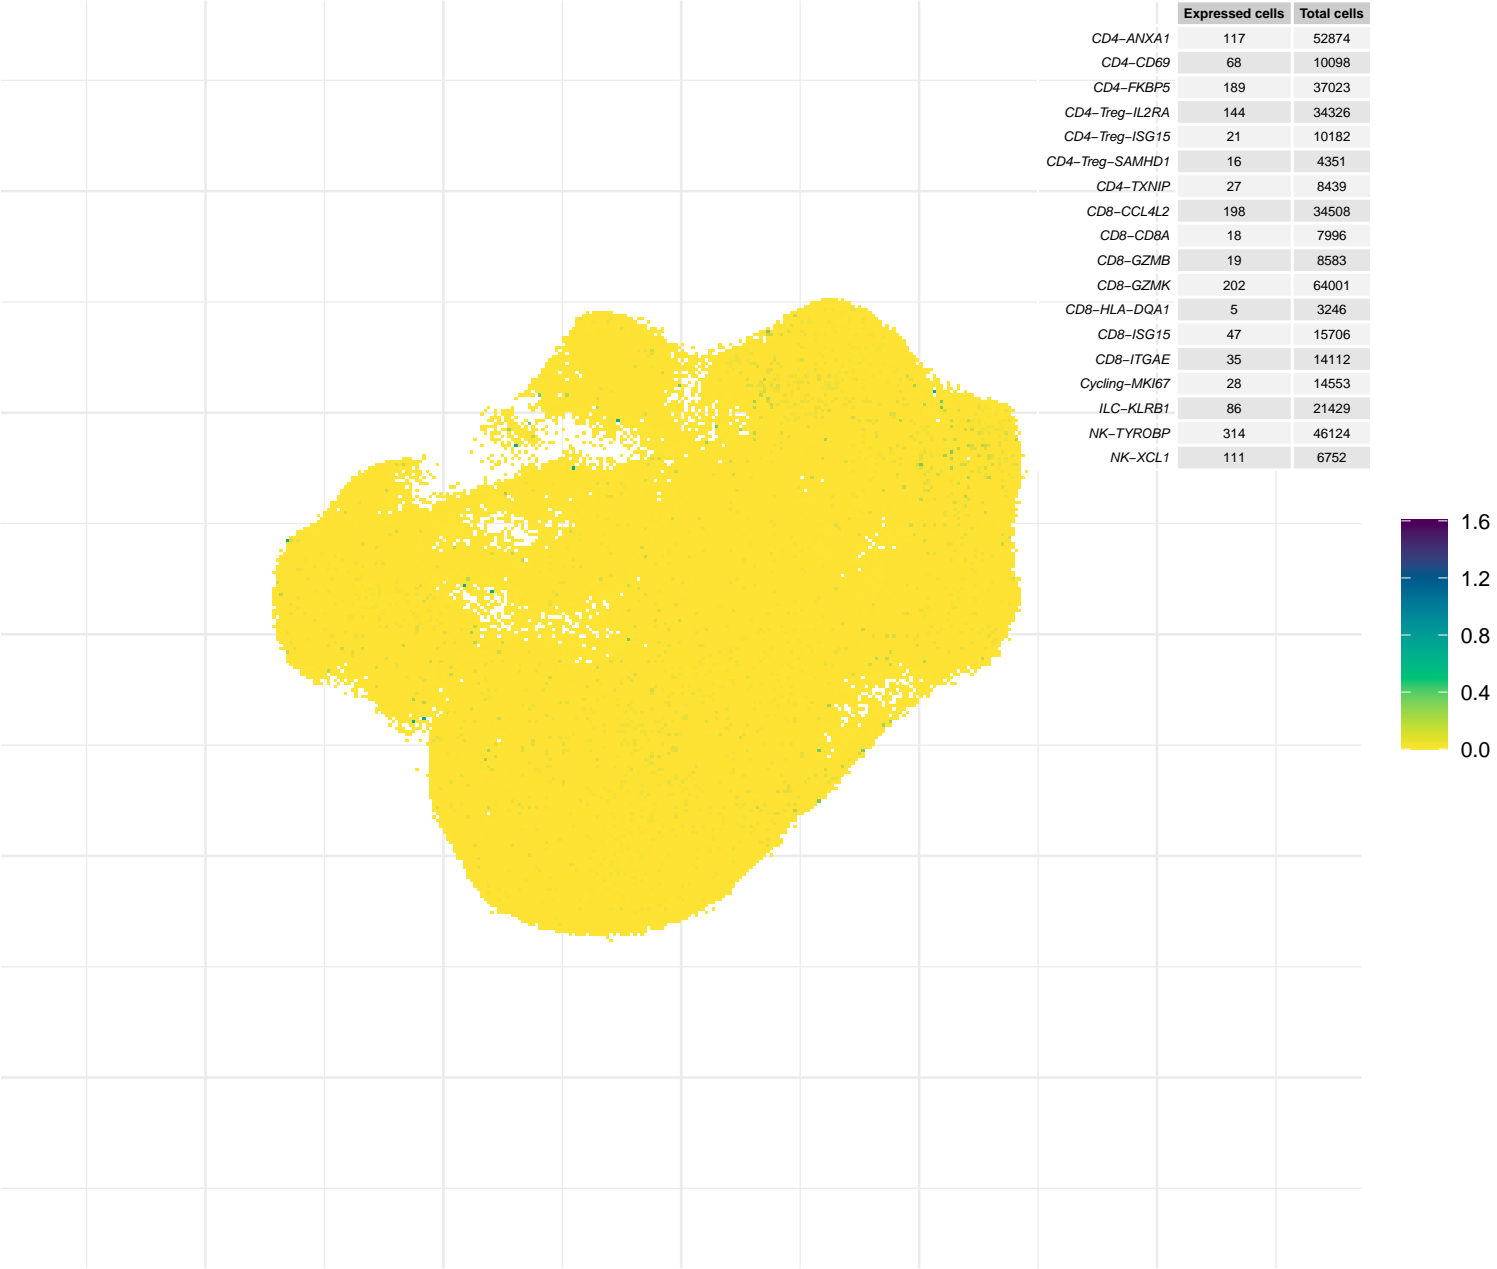 Expressed cells Total cells
CD4−ANXA1 117 52874
CD4−CD69 68 10098
CD4−FKBP5 189 37023
CD4−Treg−IL2RA 144 34326
CD4−Treg−ISG15 21 10182
CD4−Treg−SAMHD1 16 4351
CD4−TXNIP 27 8439
CD8−CCL4L2 198 34508
CD8−CD8A 18 7996
CD8−GZMB 19 8583
CD8−GZMK 202 64001
CD8−HLA−DQA1 5 3246
CD8−ISG15 47 15706
CD8−ITGAE 35 14112
Cycling−MKI67 28 14553
ILC−KLRB1 86 21429
NK−TYROBP 314 46124
NK−XCL1 111 6752
1.6
1.2
0.8
0.4
0.0